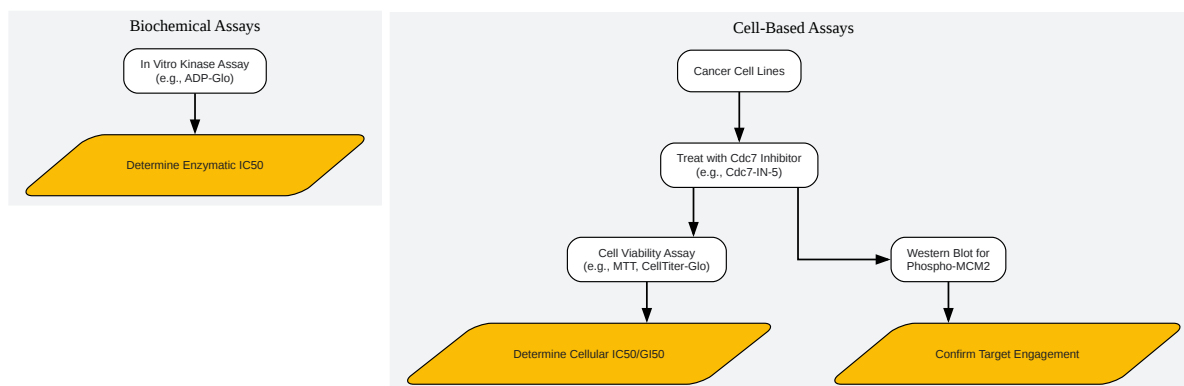 Biochemical Assays
In Vitro Kinase Assay
(e.g., ADP-Glo)
Determine Enzymatic IC50
Cell-Based Assays
Cancer Cell Lines
Treat with Cdc7 Inhibitor
(e.g., Cdc7-IN-5)
Cell Viability Assay
(e.g., MTT, CellTiter-Glo)
Western Blot for
Phospho-MCM2
Determine Cellular IC50/GI50
Confirm Target Engagement